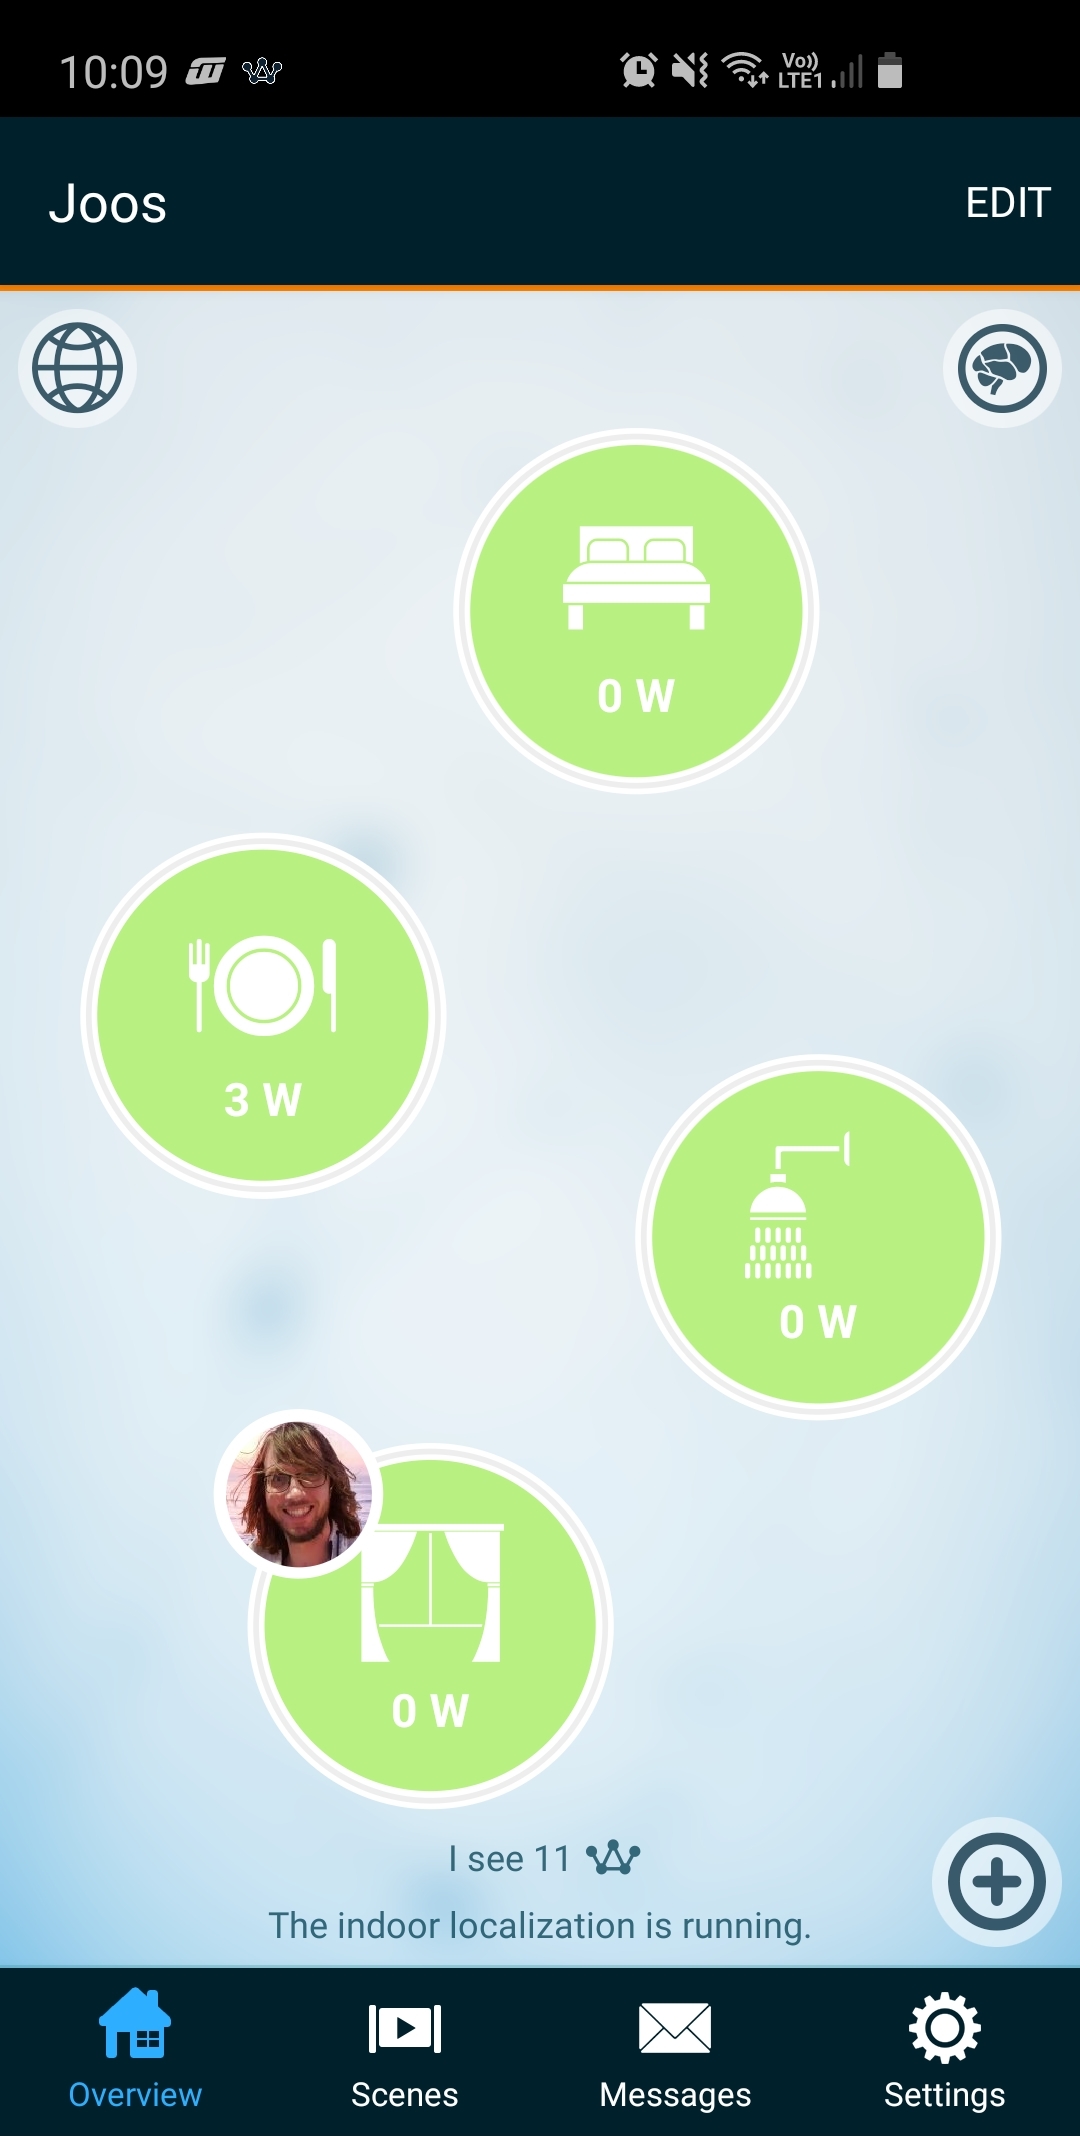 10:09
Vo))
LTE1
Joos
EDIT
0 W
3 W
0 W
0 W
I see 11
The indoor localization is running.
Overview
Scenes
Messages
Settings